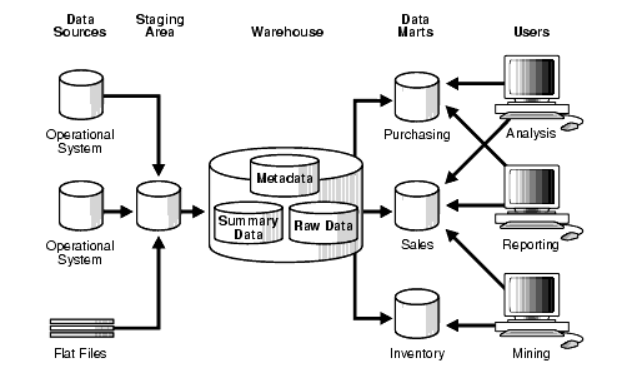 Data Sources
Staging Area
Warehouse
Data Marts
Users
Operational System
Purchasing
Analysis
Metadata
Summary Data
Raw Data
Operational System
Sales
Reporting
Flat Files
Inventory
Mining